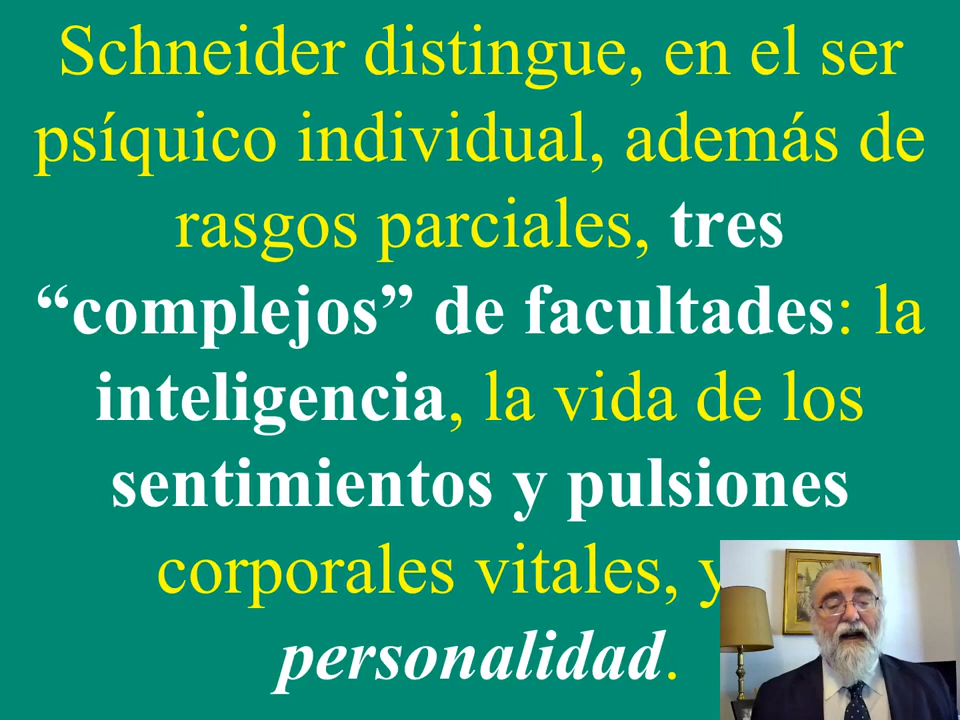 Schneider distingue, en el ser
psíquico individual, además de
rasgos parciales, tres
“complejos” de facultades: la
inteligencia, la vida de los
sentimientos y pulsiones
corporales vitales, y
personalidad.